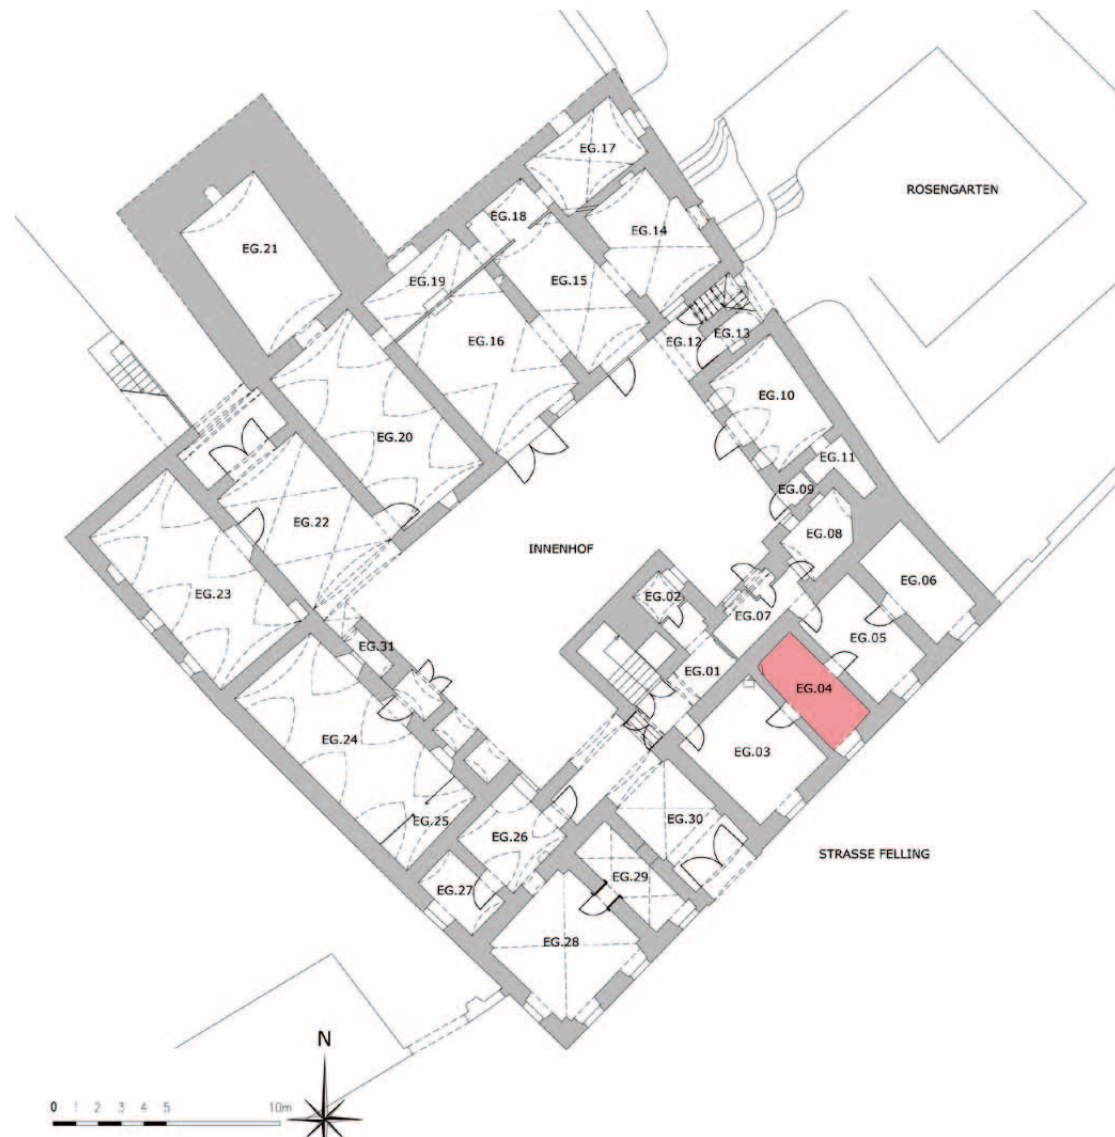 EG.17
ROSENGARTEN
EG.18
EG.14
EG.21
EG.19
EG.15
EG.13
EG.12
EG.16
EG.10
EG.20
EG.11
EG.09
EG.22
EG.08
INNENHOF
EG.06
EG.23
EG.02
EG.07
EG.05
EG.31
EG.01
EG.04
EG.24
EG.03
EG.25
EG.30
EG.26
STRASSE FELLING
EG.29
EG.27
EG.28
N
0 1 2 3 4 5 10m